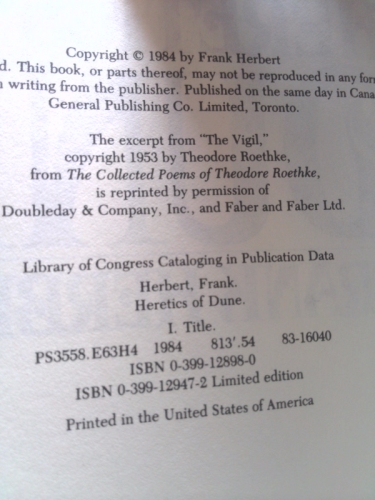 Copyright © 1984 by Frank Herbert
d. This book, or parts thereof, may not be reproduced in any for
writing from the publisher. Published on the same day in Cana
General Publishing Co. Limited, Toronto.
The excerpt from "The Vigil,"
copyright 1953 by Theodore Roethke,
from The Collected Poems of Theodore Roethke,
is reprinted by permission of
Doubleday & Company, Inc., and Faber and Faber Ltd.
Library of Congress Cataloging in Publication Data
Herbert, Frank.
Heretics of Dune.
I. Title.
PS3558.E63H4 1984 813'.54 83-16040
ISBN 0-399-12898-0
ISBN 0-399-12947-2 Limited edition
Printed in the United States of America